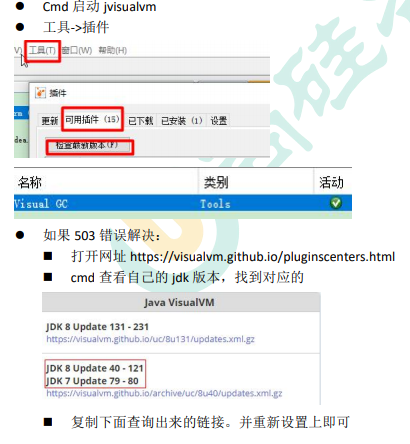 ● Cmd 启动 jvisualvm
● 工具->插件
V) 工具(T) 窗口(W) 帮助(H)
插件
更新 可用插件 (15) 已下载 已安装 (1) 设置
检查最新版本(F)
dea.
名称 类别 活动
Visual GC Tools
● 如果 503 错误解决：
■ 打开网址 https://visualvm.github.io/pluginscenters.html
■ cmd 查看自己的 jdk 版本，找到对应的
Java VisualVM
JDK 8 Update 131 - 231
https://visualvm.github.io/uc/8u131/updates.xml.gz
JDK 8 Update 40 - 121
JDK 7 Update 79 - 80
https://visualvm.github.io/archive/uc/8u40/updates.xml.gz
■ 复制下面查询出来的链接。并重新设置上即可